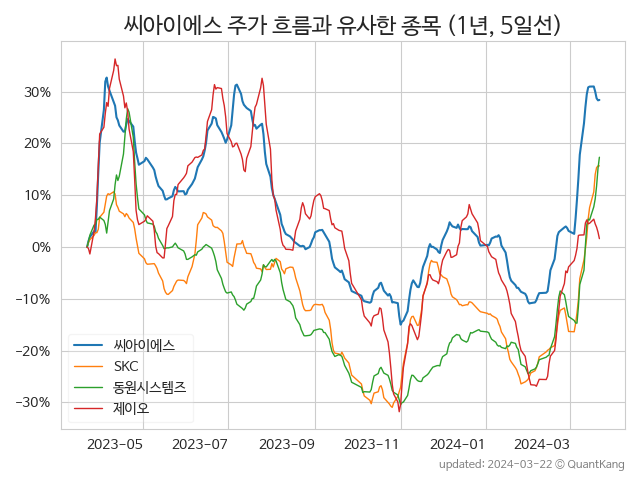 씨아이에스 주가 흐름과 유사한 종목 (1년, 5일선)
30%
20%
10%
0%
−10%
−20%
−30%
씨아이에스
SKC
동원시스템즈
제이오
2023-05
2023-07
2023-09
2023-11
2024-01
2024-03
updated: 2024-03-22 © QuantKang